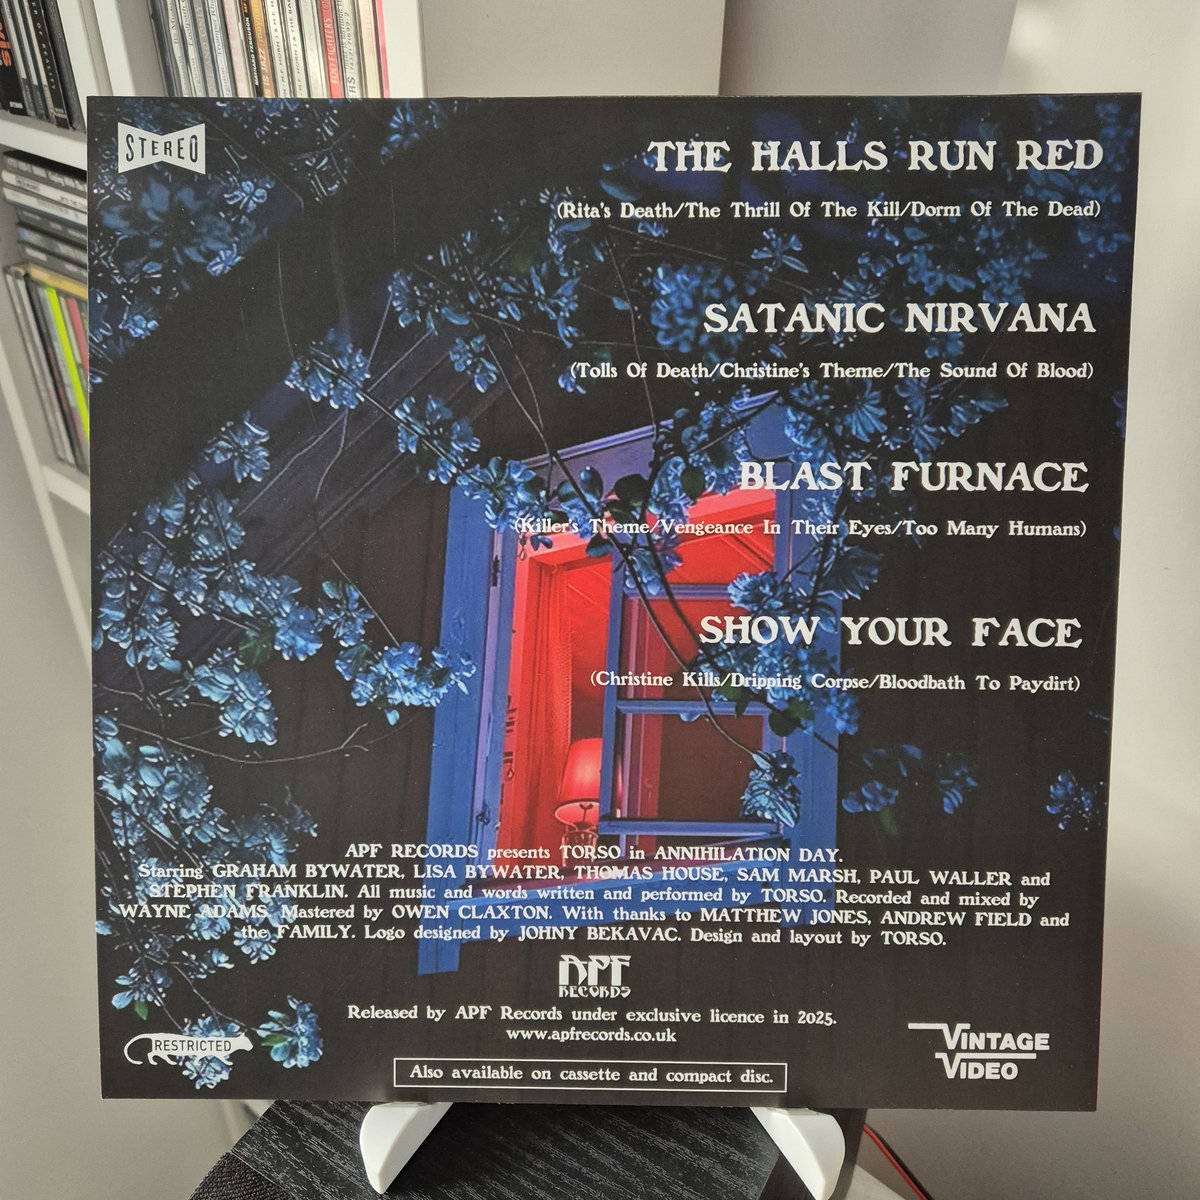 STEREO
THE HALLS RUN RED
(Rita's Death/The Thrill Of The Kill/Dorm Of The Dead)
SATANIC NIRVANA
(Tolls Of Death/Christine's Theme/The Sound Of Blood)
BLAST FURNACE
(Killer's Theme/Vengeance In Their Eyes/Too Many Humans)
SHOW YOUR FACE
(Christine Kills/Dripping Corpse/Bloodbath To Paydirt)
APF RECORDS presents TORSO in ANNIHILATION DAY.
Starring GRAHAM BYWATER, LISA BYWATER, THOMAS HOUSE, SAM MARSH, PAUL WALLER and
STEPHEN FRANKLIN. All music and words written and performed by TORSO. Recorded and mixed by
WAYNE ADAMS. Mastered by OWEN CLAXTON. With thanks to MATTHEW JONES, ANDREW FIELD and
the FAMILY. Logo designed by JOHNY BEKAVAC. Design and layout by TORSO.
APF
RECORDS
Released by APF Records under exclusive licence in 2025.
www.apfrecords.co.uk
RESTRICTED
VINTAGE
VIDEO
Also available on cassette and compact disc.